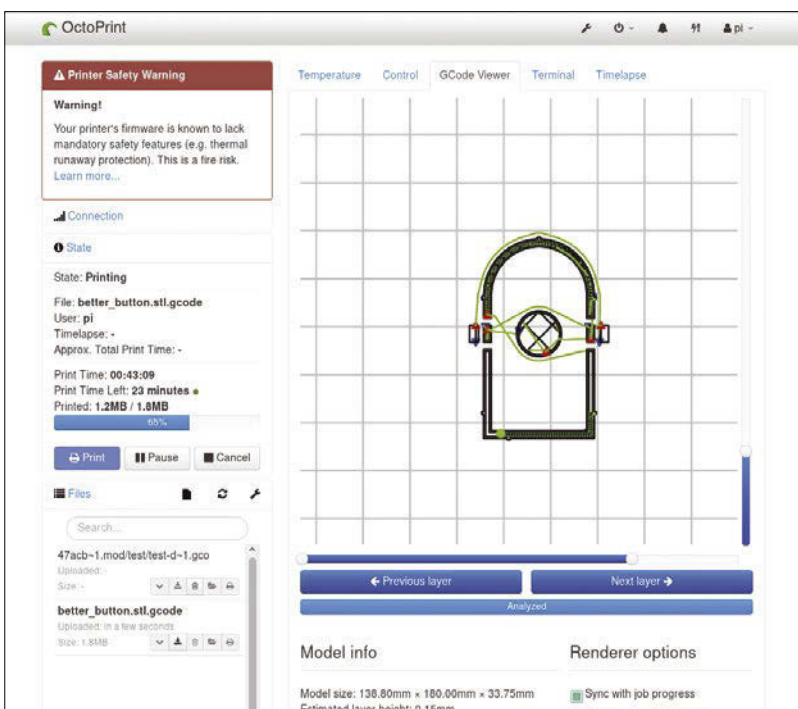 OctoPrint
pi
Printer Safety Warning
Warning!
Your printer's firmware is known to lack
mandatory safety features (e.g. thermal
runaway protection). This is a fire risk.
Learn more...
Connection
State
State: Printing
File: better_button.stl.gcode
User: pi
Timelapse: -
Approx. Total Print Time: -
Print Time: 00:43:09
Print Time Left: 23 minutes
Printed: 1.2MB / 1.8MB
65%
Print Pause Cancel
Files
Search...
47acb~1.mod/test/test-d~1.gco
Uploaded: -
Size: -
better_button.stl.gcode
Uploaded: in a few seconds
Size: 1.8MB
Temperature Control GCode Viewer Terminal Timelapse
Previous layer Next layer
Analyzed
Model info
Model size: 138.80mm × 180.00mm × 33.75mm
Estimated layer height: 0.15mm
Renderer options
Sync with job progress